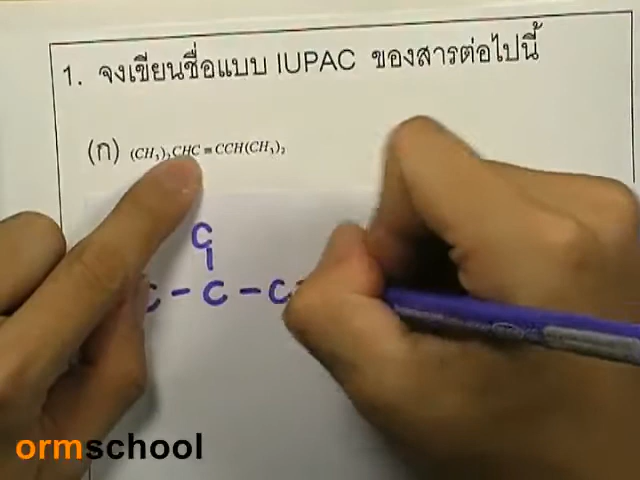 1. จงเขียนชื่อแบบ IUPAC ของสารต่อไปนี้
(ก) (CH₃)₂CHC≡CCH(CH₃)₂
C
C - C - C
ormschool